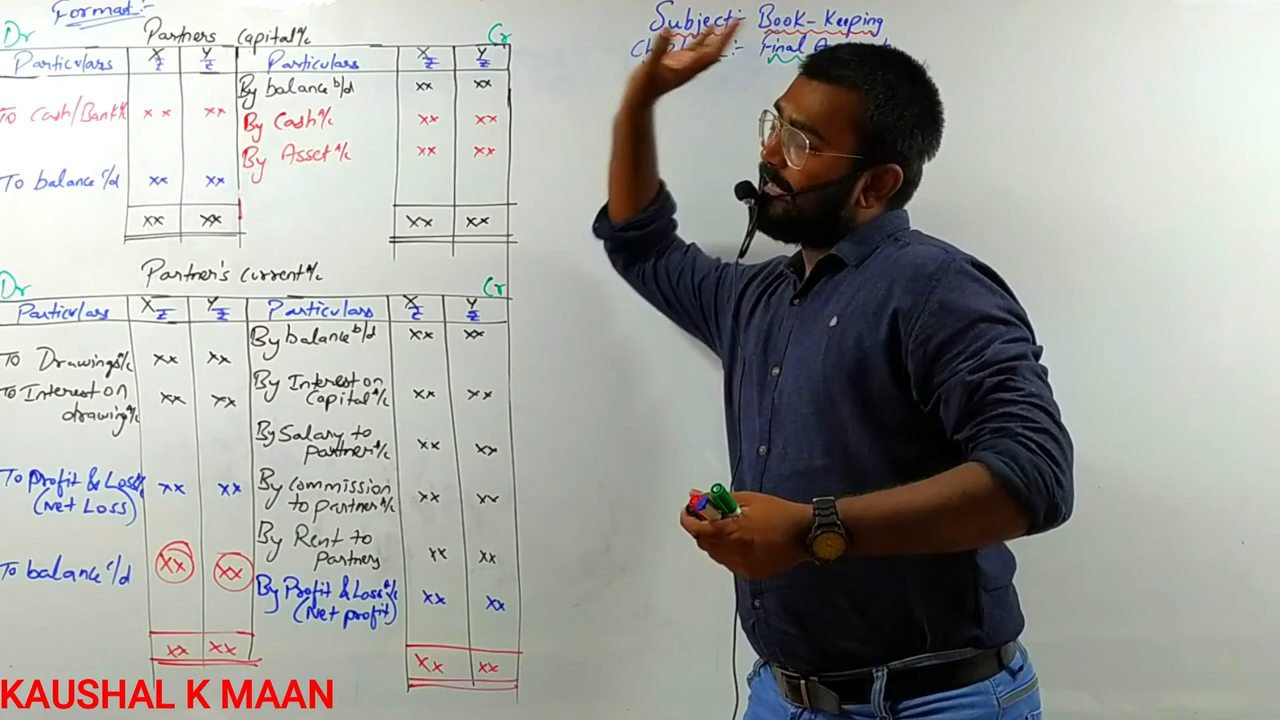 Format:-
Partners Capital a/c
Dr Cr
Particulars X ₹ Y ₹ Particulars X ₹ Y ₹
By balance b/d xx xx
To Cash/Bank a/c xx xx By Cash a/c xx xx
By Asset a/c xx xx
To balance c/d xx xx
xx xx xx xx
Partner's current a/c
Dr Cr
Particulars X ₹ Y ₹ Particulars X ₹ Y ₹
By balance b/d xx xx
To Drawings a/c xx xx
To Interest on
drawing a/c xx xx
By Interest on
Capital a/c xx xx
By Salary to
partner a/c xx xx
To Profit & Loss a/c
(Net Loss) xx xx
By Commission
to partner a/c xx xx
By Rent to
Partners xx xx
To balance c/d xx xx
By Profit & Loss a/c
(Net profit) xx xx
xx xx xx xx
Subject:- Book-Keeping
:- Final
KAUSHAL K MAAN